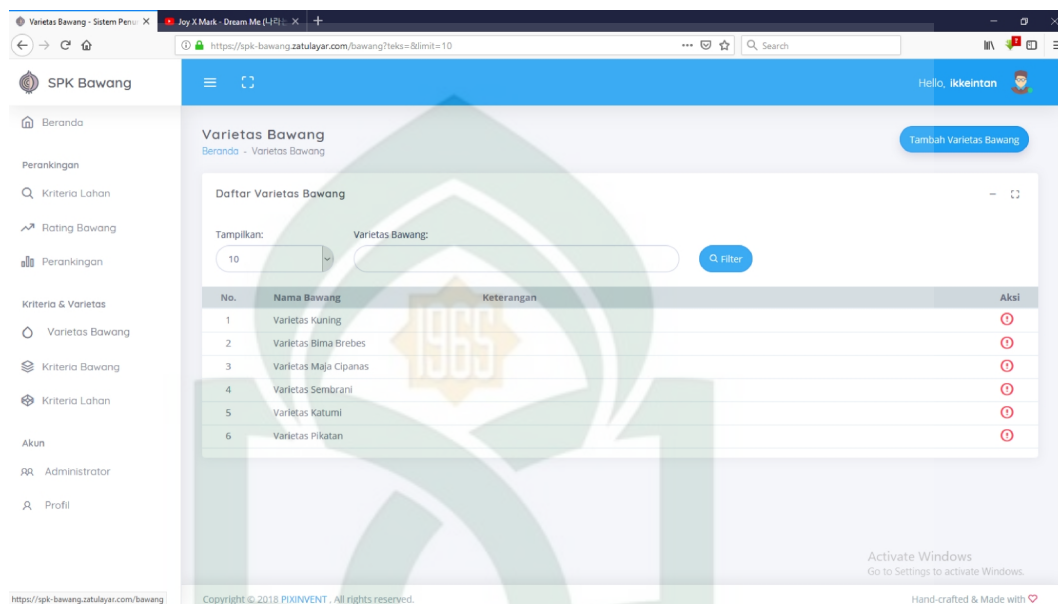 Varietas Bawang - Sistem Penu
Joy X Mark - Dream Me (나라
https://spk-bawang.zatulayar.com/bawang?teks=&limit=10
Search
SPK Bawang
Hello, ikkeintan
Beranda
Perankingan
Kriteria Lahan
Rating Bawang
Perankingan
Kriteria & Varietas
Varietas Bawang
Kriteria Bawang
Kriteria Lahan
Akun
Administrator
Profil
Varietas Bawang
Beranda - Varietas Bawang
Tambah Varietas Bawang
Daftar Varietas Bawang
Tampilkan: Varietas Bawang:
10 Filter
No. Nama Bawang Keterangan Aksi
1 Varietas Kuning
2 Varietas Bima Brebes
3 Varietas Maja Cipanas
4 Varietas Sembrani
5 Varietas Katumi
6 Varietas Pikatan
1965
Activate Windows
Go to Settings to activate Windows.
https://spk-bawang.zatulayar.com/bawang
Copyright © 2018 PIXINVENT , All rights reserved.
Hand-crafted & Made with